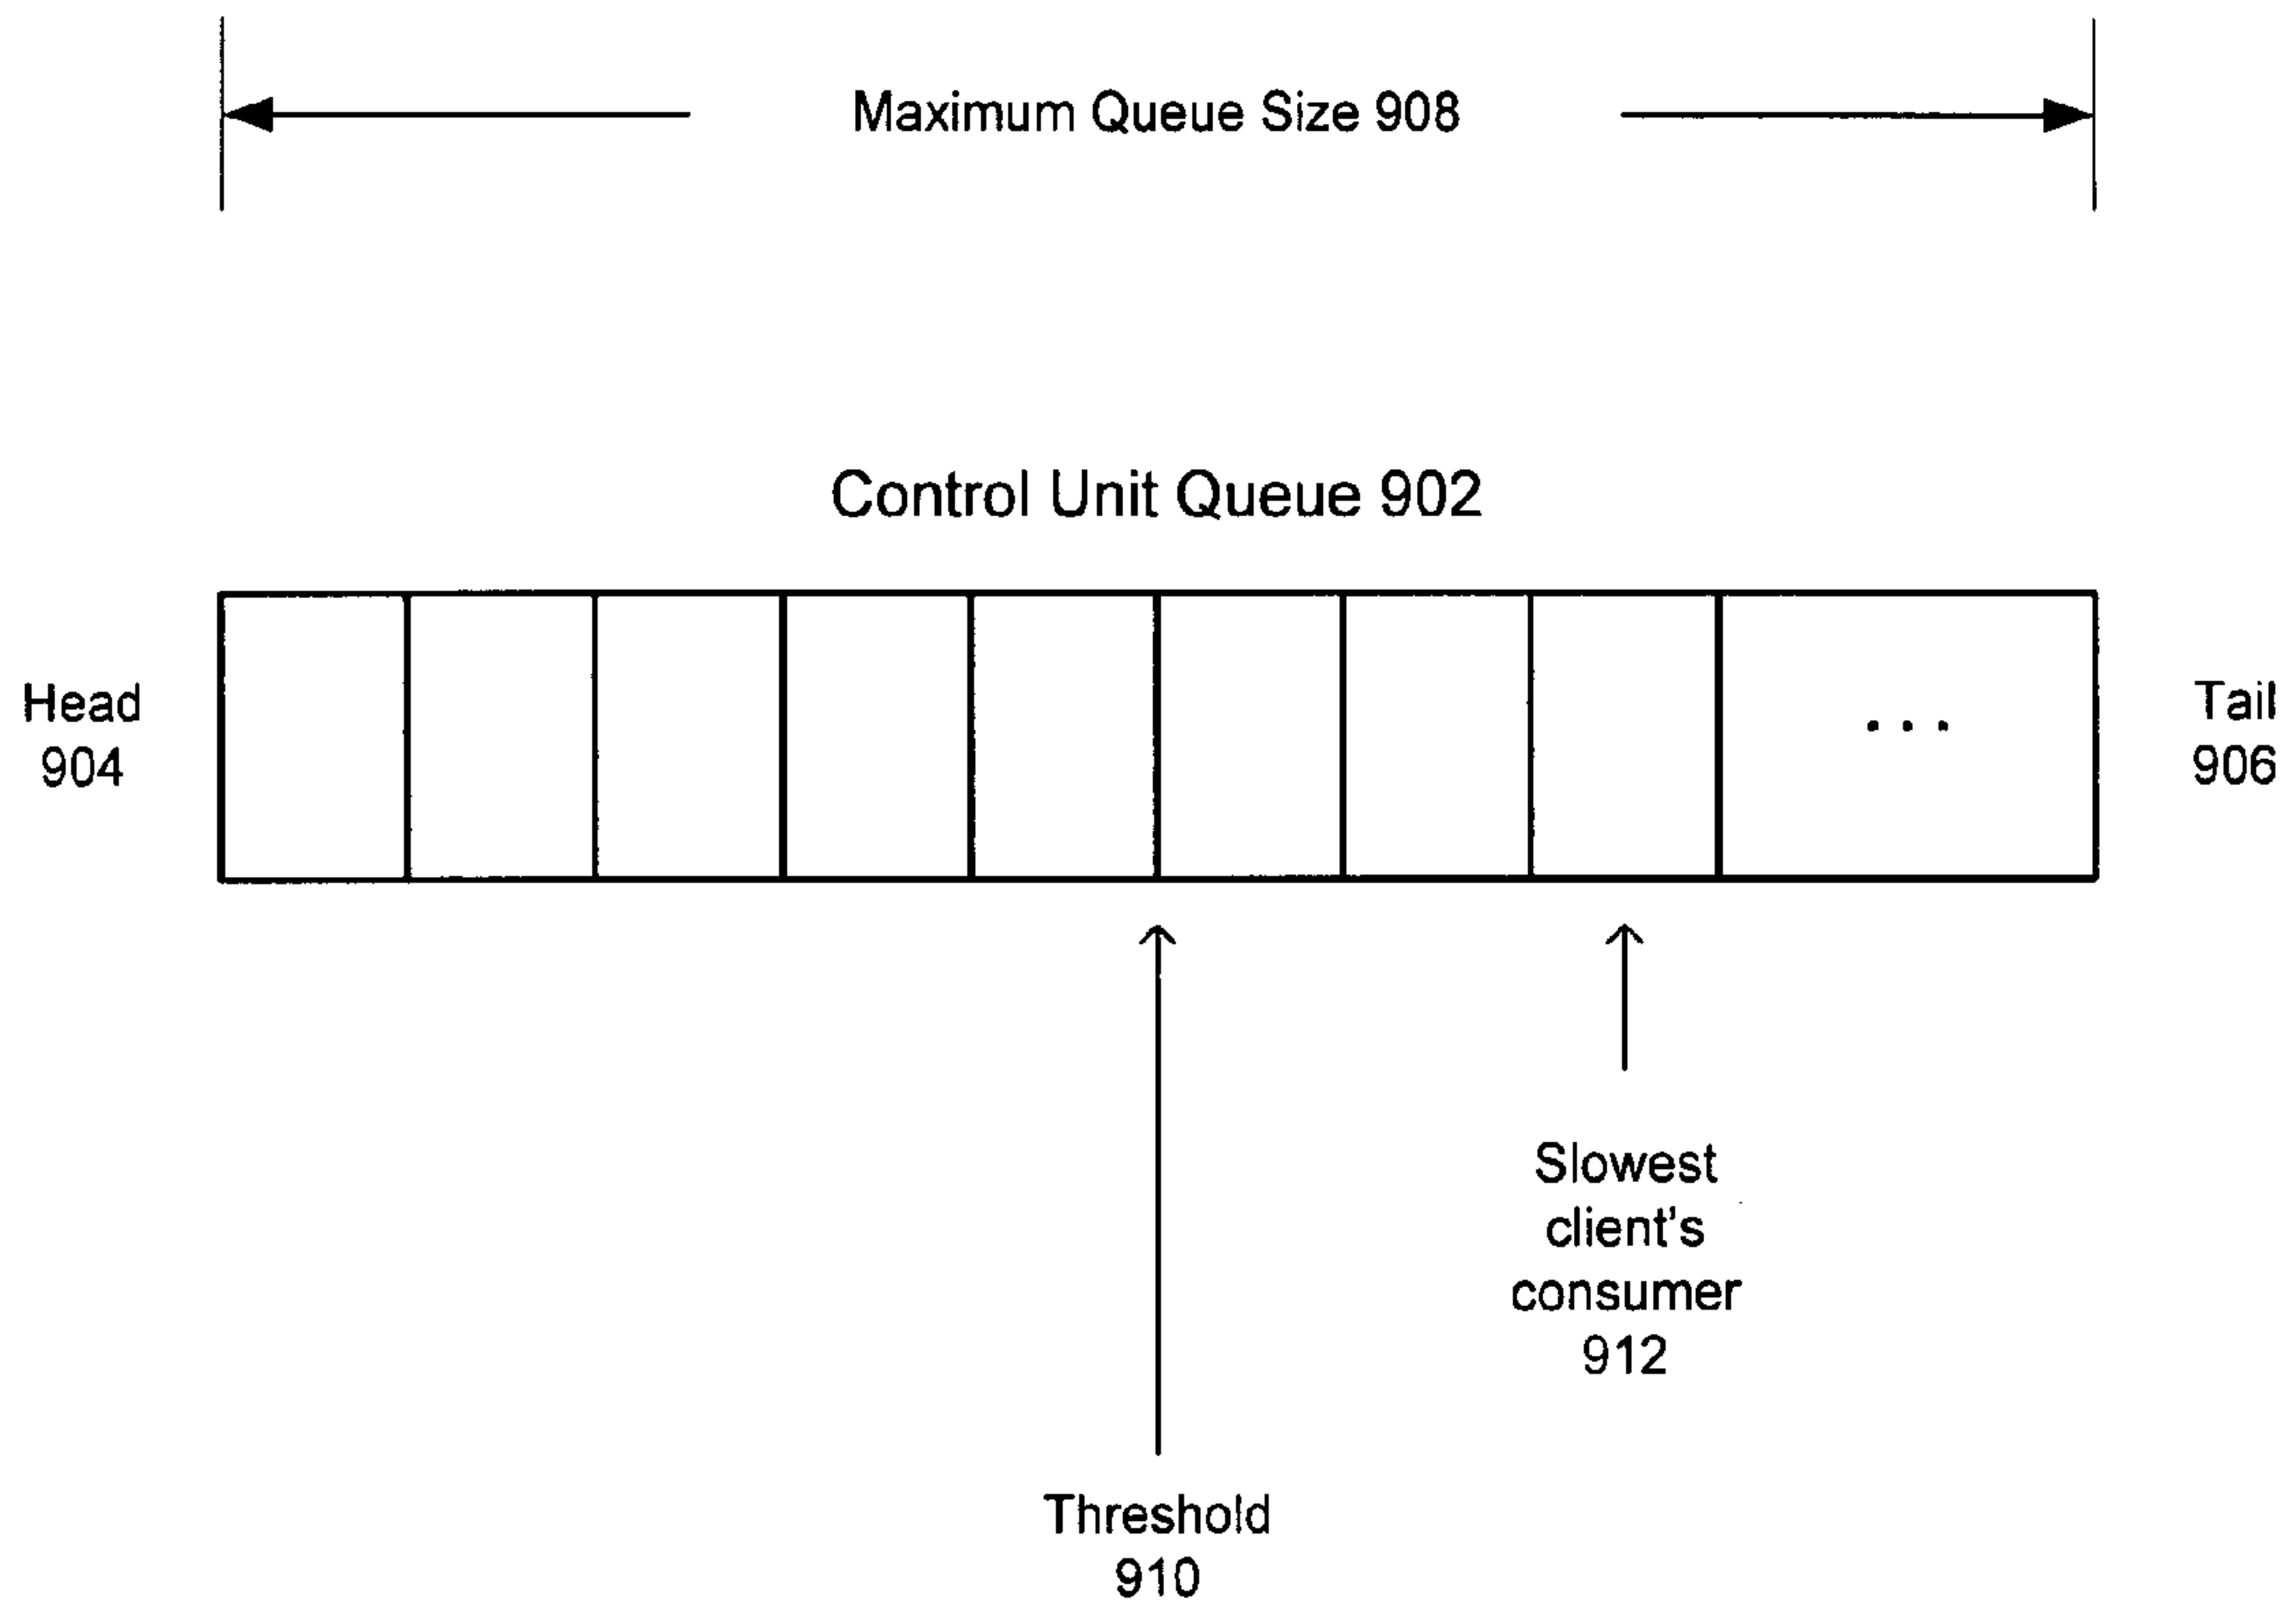 Maximum Queue Size 908
Control Unit Queue 902
Head
904
...
Tail
906
Slowest
client's
consumer
912
Threshold
910